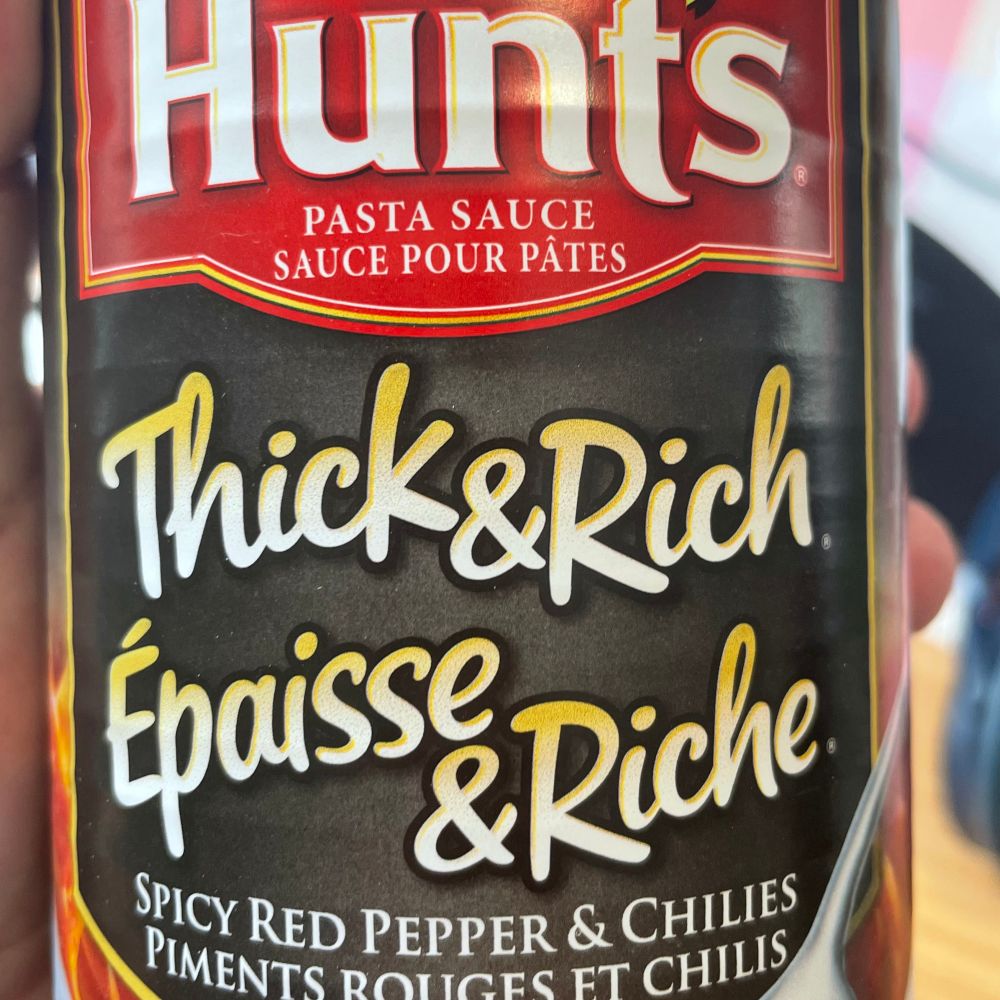 Hunt's®
PASTA SAUCE
SAUCE POUR PÂTES
Thick & Rich®
Épaisse
& Riche®
SPICY RED PEPPER & CHILIES
PIMENTS ROUGES ET CHILIS